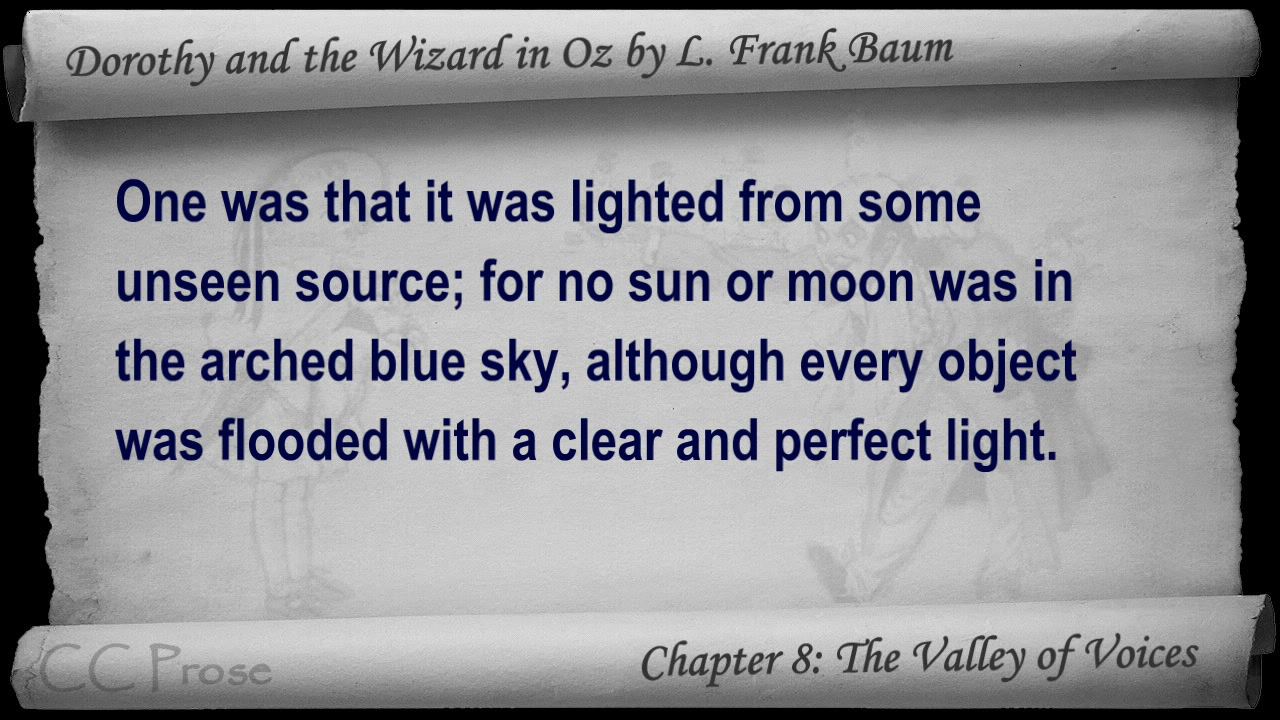 Dorothy and the Wizard in Oz by L. Frank Baum
One was that it was lighted from some
unseen source; for no sun or moon was in
the arched blue sky, although every object
was flooded with a clear and perfect light.
CC Prose
Chapter 8: The Valley of Voices